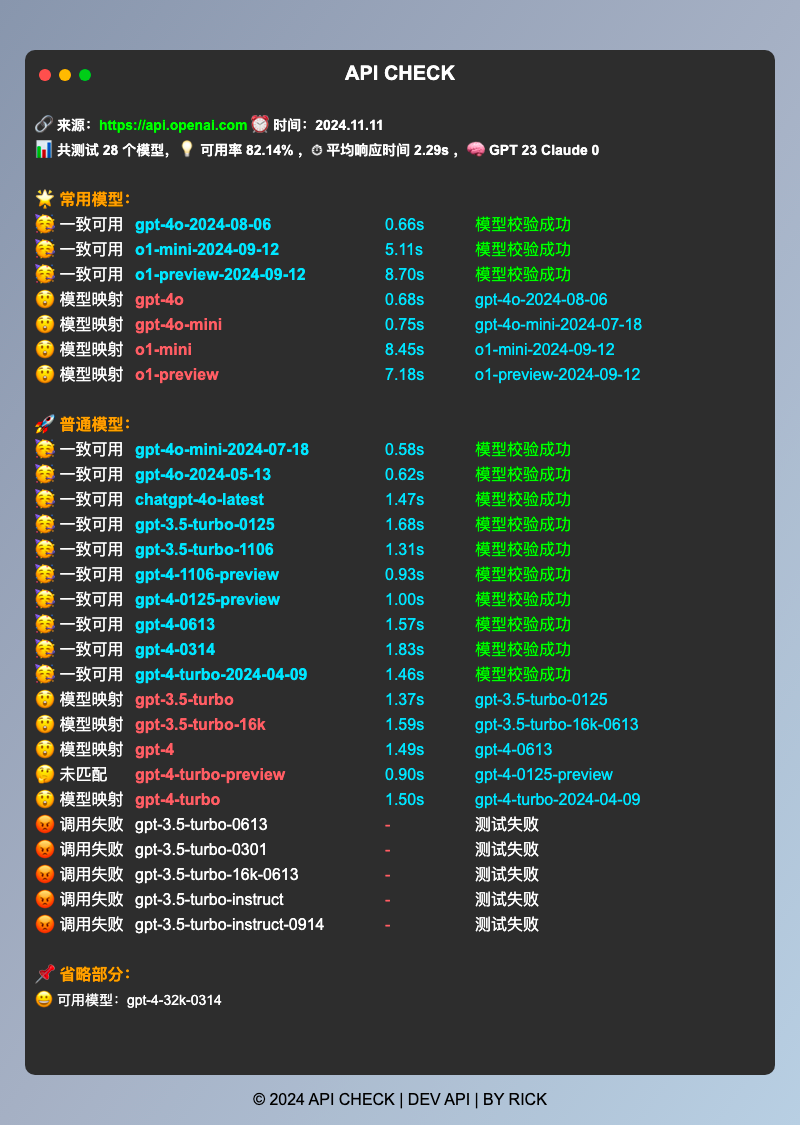 API CHECK
🔗 来源：https://api.openai.com ⏰ 时间：2024.11.11
📊 共测试 28 个模型，💡 可用率 82.14% ，⏱ 平均响应时间 2.29s ，🧠 GPT 23 Claude 0
🌟 常用模型：
🥳 一致可用 gpt-4o-2024-08-06 0.66s 模型校验成功
🥳 一致可用 o1-mini-2024-09-12 5.11s 模型校验成功
🥳 一致可用 o1-preview-2024-09-12 8.70s 模型校验成功
😲 模型映射 gpt-4o 0.68s gpt-4o-2024-08-06
😲 模型映射 gpt-4o-mini 0.75s gpt-4o-mini-2024-07-18
😲 模型映射 o1-mini 8.45s o1-mini-2024-09-12
😲 模型映射 o1-preview 7.18s o1-preview-2024-09-12
🚀 普通模型：
🥳 一致可用 gpt-4o-mini-2024-07-18 0.58s 模型校验成功
🥳 一致可用 gpt-4o-2024-05-13 0.62s 模型校验成功
🥳 一致可用 chatgpt-4o-latest 1.47s 模型校验成功
🥳 一致可用 gpt-3.5-turbo-0125 1.68s 模型校验成功
🥳 一致可用 gpt-3.5-turbo-1106 1.31s 模型校验成功
🥳 一致可用 gpt-4-1106-preview 0.93s 模型校验成功
🥳 一致可用 gpt-4-0125-preview 1.00s 模型校验成功
🥳 一致可用 gpt-4-0613 1.57s 模型校验成功
🥳 一致可用 gpt-4-0314 1.83s 模型校验成功
🥳 一致可用 gpt-4-turbo-2024-04-09 1.46s 模型校验成功
😲 模型映射 gpt-3.5-turbo 1.37s gpt-3.5-turbo-0125
😲 模型映射 gpt-3.5-turbo-16k 1.59s gpt-3.5-turbo-16k-0613
😲 模型映射 gpt-4 1.49s gpt-4-0613
🤔 未匹配 gpt-4-turbo-preview 0.90s gpt-4-0125-preview
😲 模型映射 gpt-4-turbo 1.50s gpt-4-turbo-2024-04-09
😡 调用失败 gpt-3.5-turbo-0613 - 测试失败
😡 调用失败 gpt-3.5-turbo-0301 - 测试失败
😡 调用失败 gpt-3.5-turbo-16k-0613 - 测试失败
😡 调用失败 gpt-3.5-turbo-instruct - 测试失败
😡 调用失败 gpt-3.5-turbo-instruct-0914 - 测试失败
📌 省略部分：
😀 可用模型：gpt-4-32k-0314
© 2024 API CHECK | DEV API | BY RICK